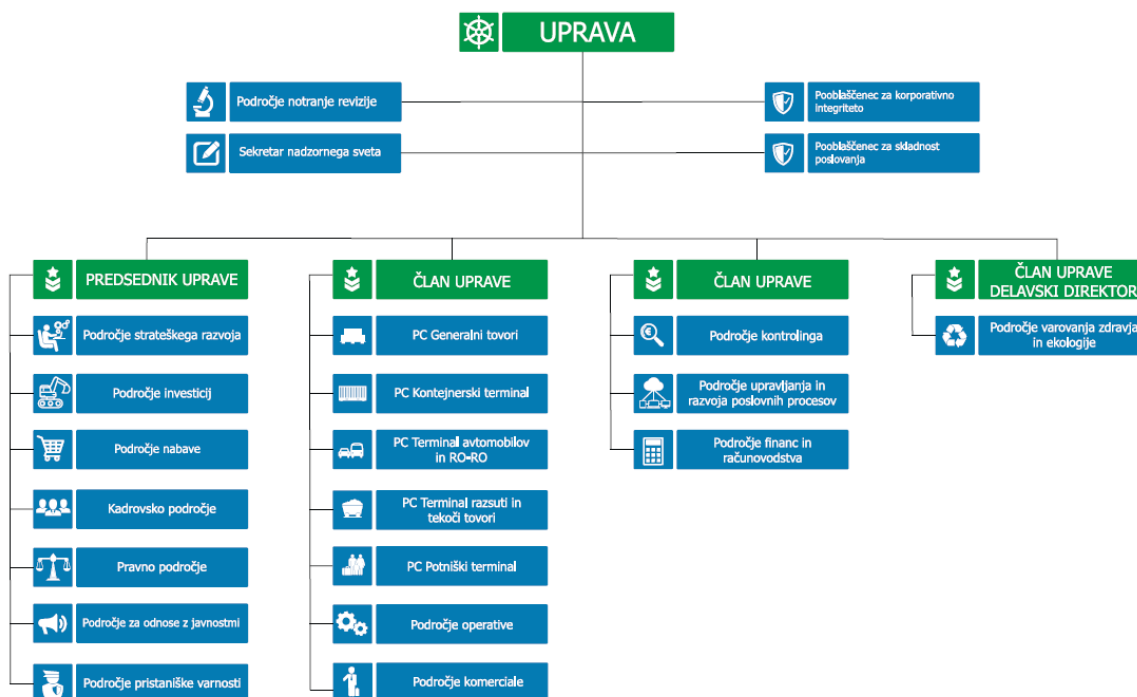 UPRAVA
Področje notranje revizije
Pooblaščenec za korporativno
integriteto
Sekretar nadzornega sveta
Pooblaščenec za skladnost
poslovanja
PREDSEDNIK UPRAVE
Področje strateškega razvoja
Področje investicij
Področje nabave
Kadrovsko področje
Pravno področje
Področje za odnose z javnostmi
Področje pristaniške varnosti
ČLAN UPRAVE
PC Generalni tovori
PC Kontejnerski terminal
PC Terminal avtomobilov
in RO-RO
PC Terminal razsuti in
tekoči tovori
PC Potniški terminal
Področje operative
Področje komerciale
ČLAN UPRAVE
Področje kontrolinga
Področje upravljanja in
razvoja poslovnih procesov
Področje financ in
računovodstva
ČLAN UPRAVE
DELAVSKI DIREKTOR
Področje varovanja zdravja
in ekologije